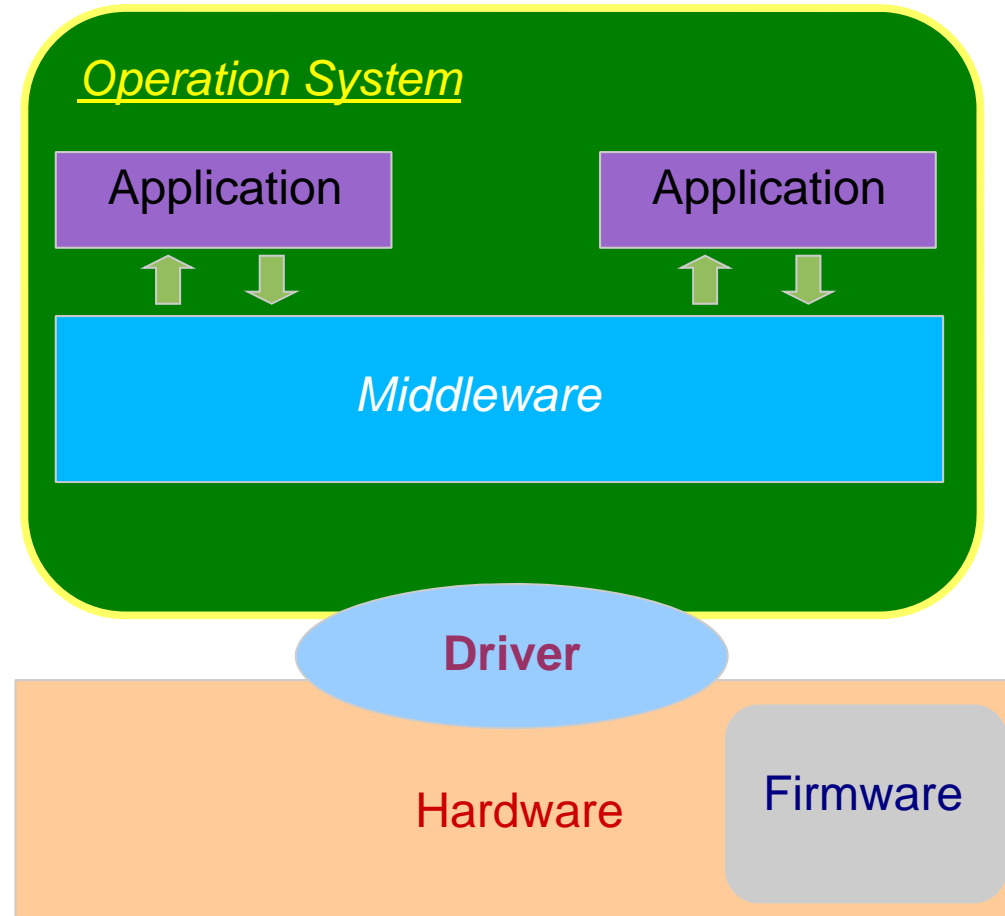 Operation System
Application
Application
Middleware
Driver
Hardware
Firmware